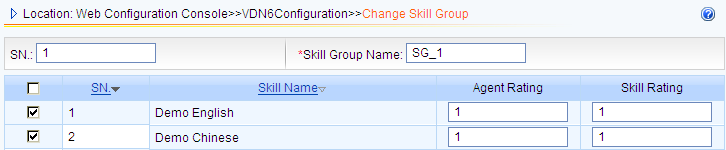 Location: Web Configuration Console>>VDN6Configuration>>Change Skill Group
SN.: 1 *Skill Group Name: SG_1
SN. Skill Name Agent Rating Skill Rating
1 Demo English 1 1
2 Demo Chinese 1 1